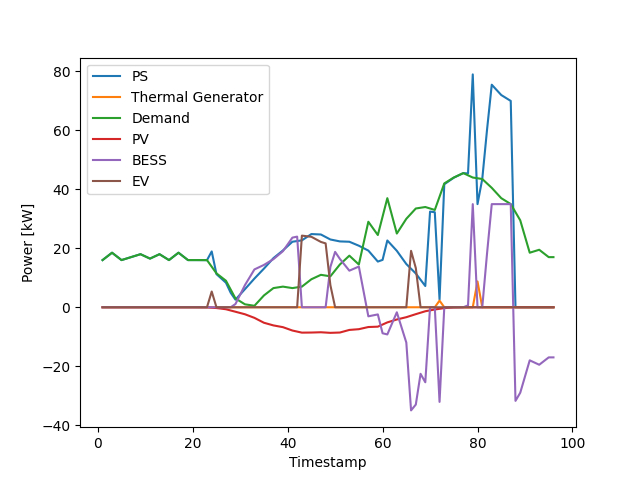 80
60
40
20
0
−20
−40
Power [kW]
PS
Thermal Generator
Demand
PV
BESS
EV
0 20 40 60 80 100
Timestamp